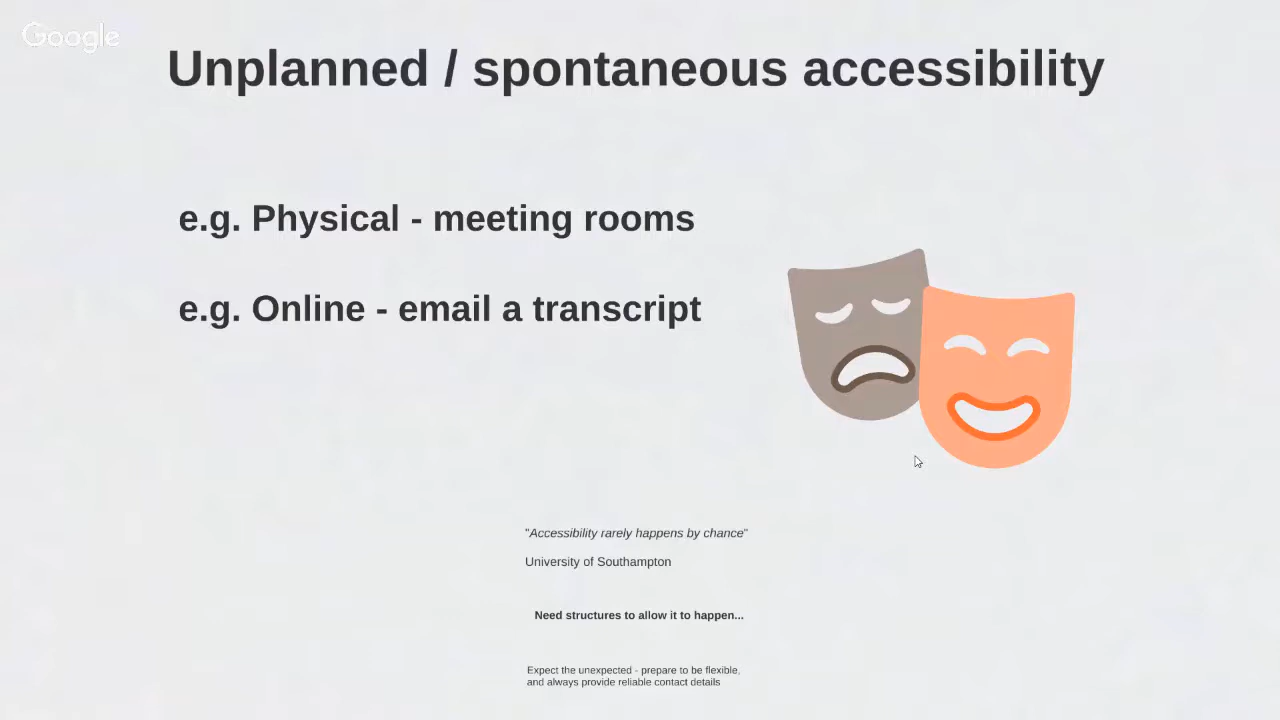 Google
Unplanned / spontaneous accessibility
e.g. Physical - meeting rooms
e.g. Online - email a transcript
"Accessibility rarely happens by chance"
University of Southampton
Need structures to allow it to happen...
Expect the unexpected - prepare to be flexible,
and always provide reliable contact details